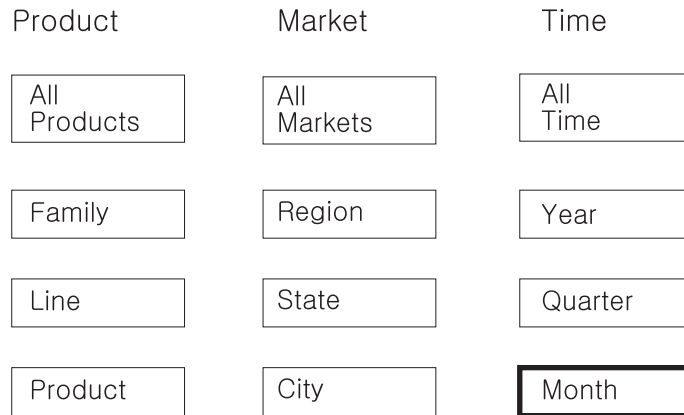 Product Market Time
All
Products
All
Markets
All
Time
Family Region Year
Line State Quarter
Product City Month